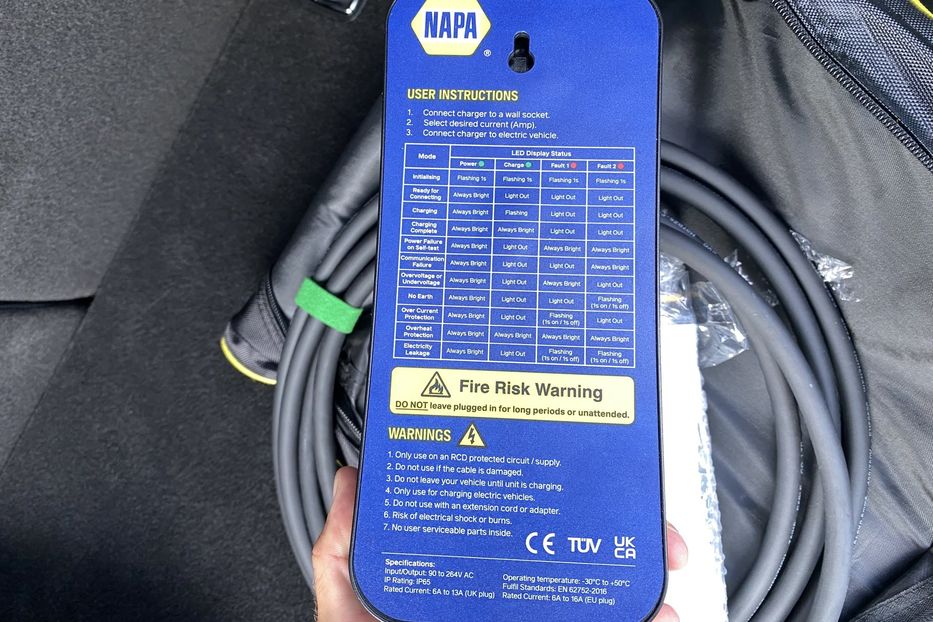 NAPA
®
USER INSTRUCTIONS
1. Connect charger to a wall socket.
2. Select desired current (Amp).
3. Connect charger to electric vehicle.
Mode LED Display Status
Power Charge Fault 1 Fault 2
Initialising Flashing 1s Flashing 1s Flashing 1s Flashing 1s
Ready for Connecting Always Bright Light Out Light Out Light Out
Charging Always Bright Flashing Light Out Light Out
Charging Complete Always Bright Always Bright Light Out Light Out
Power Failure on Self-test Always Bright Light Out Always Bright Always Bright
Communication Failure Always Bright Light Out Light Out Always Bright
Overvoltage or Undervoltage Always Bright Light Out Always Bright Light Out
No Earth Always Bright Light Out Light Out Flashing (1s on / 1s off)
Over Current Protection Always Bright Light Out Flashing (1s on / 1s off) Light Out
Overheat Protection Always Bright Always Bright Always Bright Always Bright
Electricity Leakage Always Bright Light Out Flashing (1s on / 1s off) Flashing (1s on / 1s off)
Fire Risk Warning
DO NOT leave plugged in for long periods or unattended.
WARNINGS
1. Only use on an RCD protected circuit / supply.
2. Do not use if the cable is damaged.
3. Do not leave your vehicle until unit is charging.
4. Only use for charging electric vehicles.
5. Do not use with an extension cord or adapter.
6. Risk of electrical shock or burns.
7. No user serviceable parts inside.
CE TÜV UK CA
Specifications:
Input/Output: 90 to 264V AC
IP Rating: IP65
Rated Current: 6A to 13A (UK plug)
Operating temperature: -30°C to +50°C
Fulfil Standards: EN 62752-2016
Rated Current: 6A to 16A (EU plug)